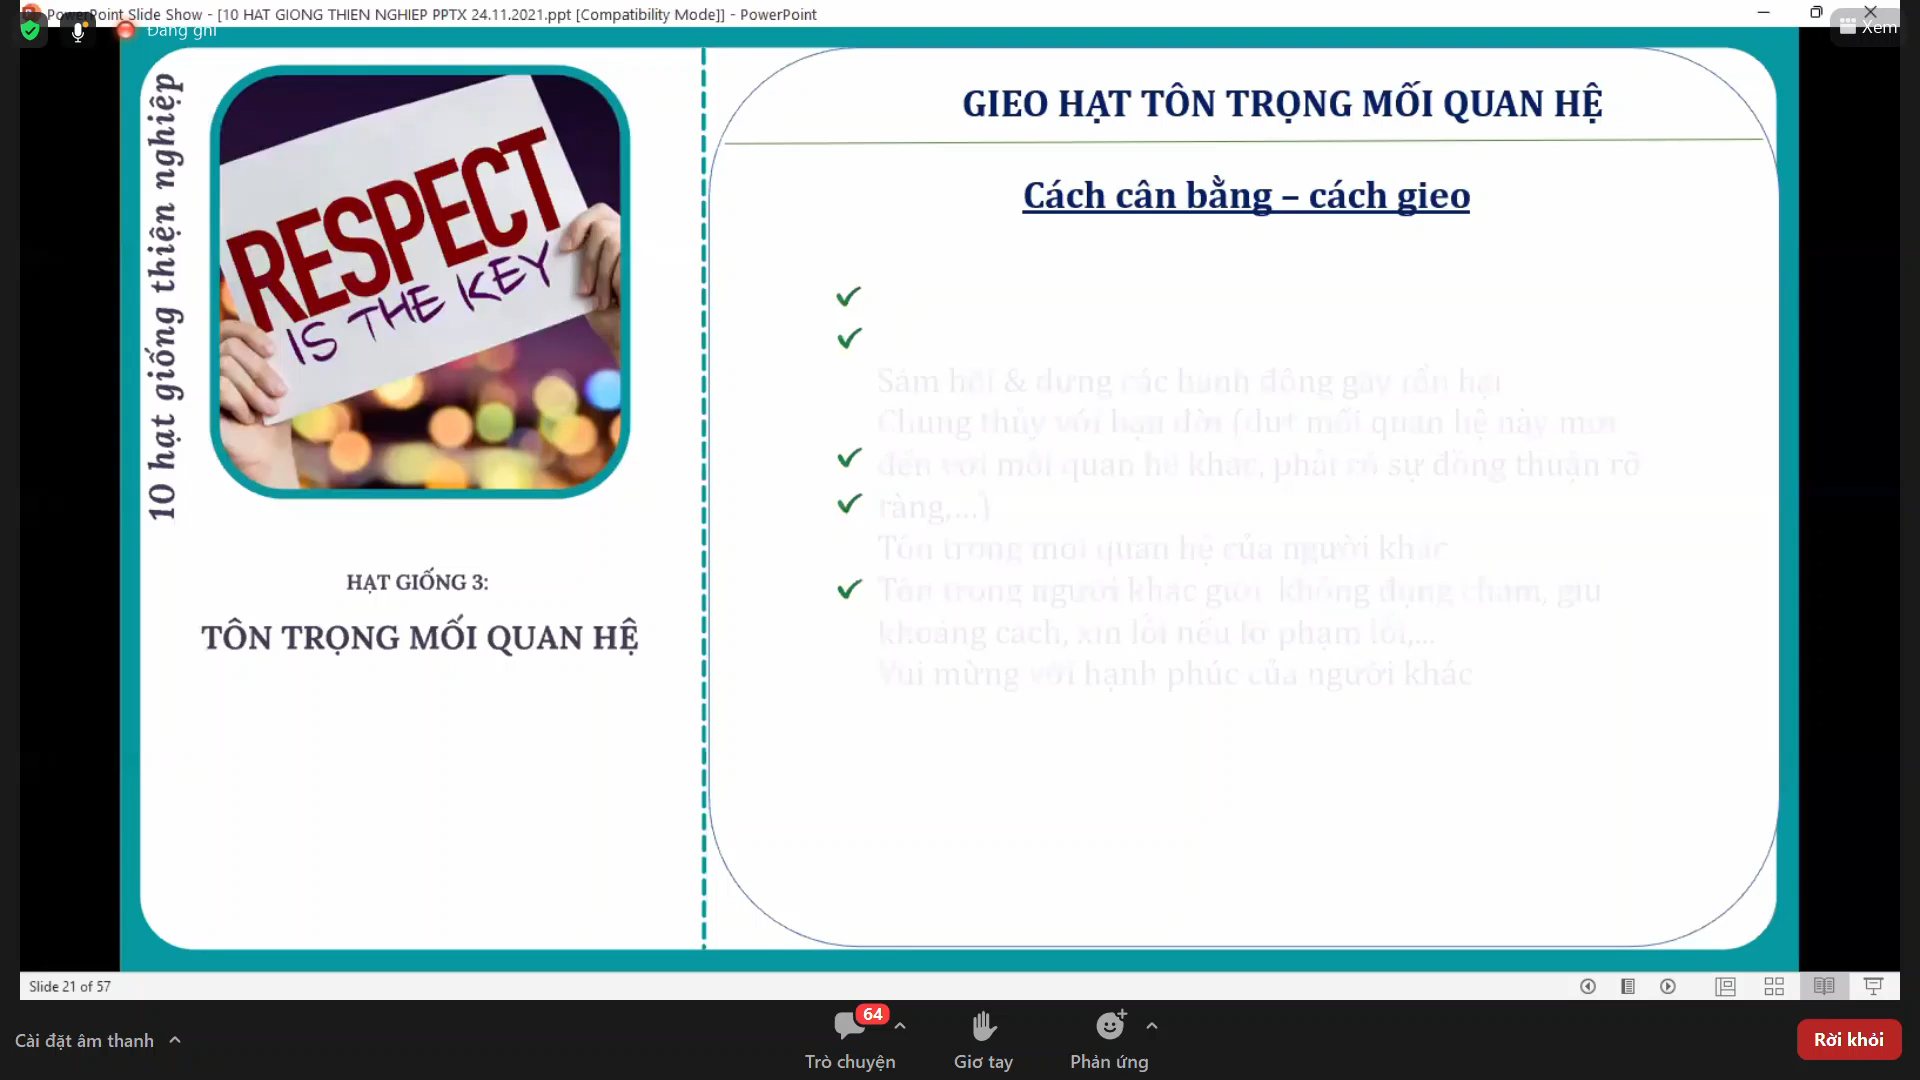 PowerPoint Slide Show - [10 HAT GIONG THIEN NGHIEP PPTX 24.11.2021.ppt [Compatibility Mode]] - PowerPoint
Đang ghi
Xem
10 hạt giống thiện nghiệp
RESPECT
IS THE KEY
HẠT GIỐNG 3:
TÔN TRỌNG MỐI QUAN HỆ
GIEO HẠT TÔN TRỌNG MỐI QUAN HỆ
Cách cân bằng – cách gieo
Sám hối & dừng các hành động gây tổn hại
Chung thủy với bạn đời (dứt mối quan hệ này mới
đến với mối quan hệ khác, phải có sự đồng thuận rõ
ràng,...)
Tôn trọng mối quan hệ của người khác
Tôn trọng người khác giới không đụng chạm, giữ
khoảng cách, xin lỗi nếu lỡ phạm lỗi,...
Vui mừng với hạnh phúc của người khác
Slide 21 of 57
Cài đặt âm thanh
64
Trò chuyện
Giơ tay
Phản ứng
Rời khỏi